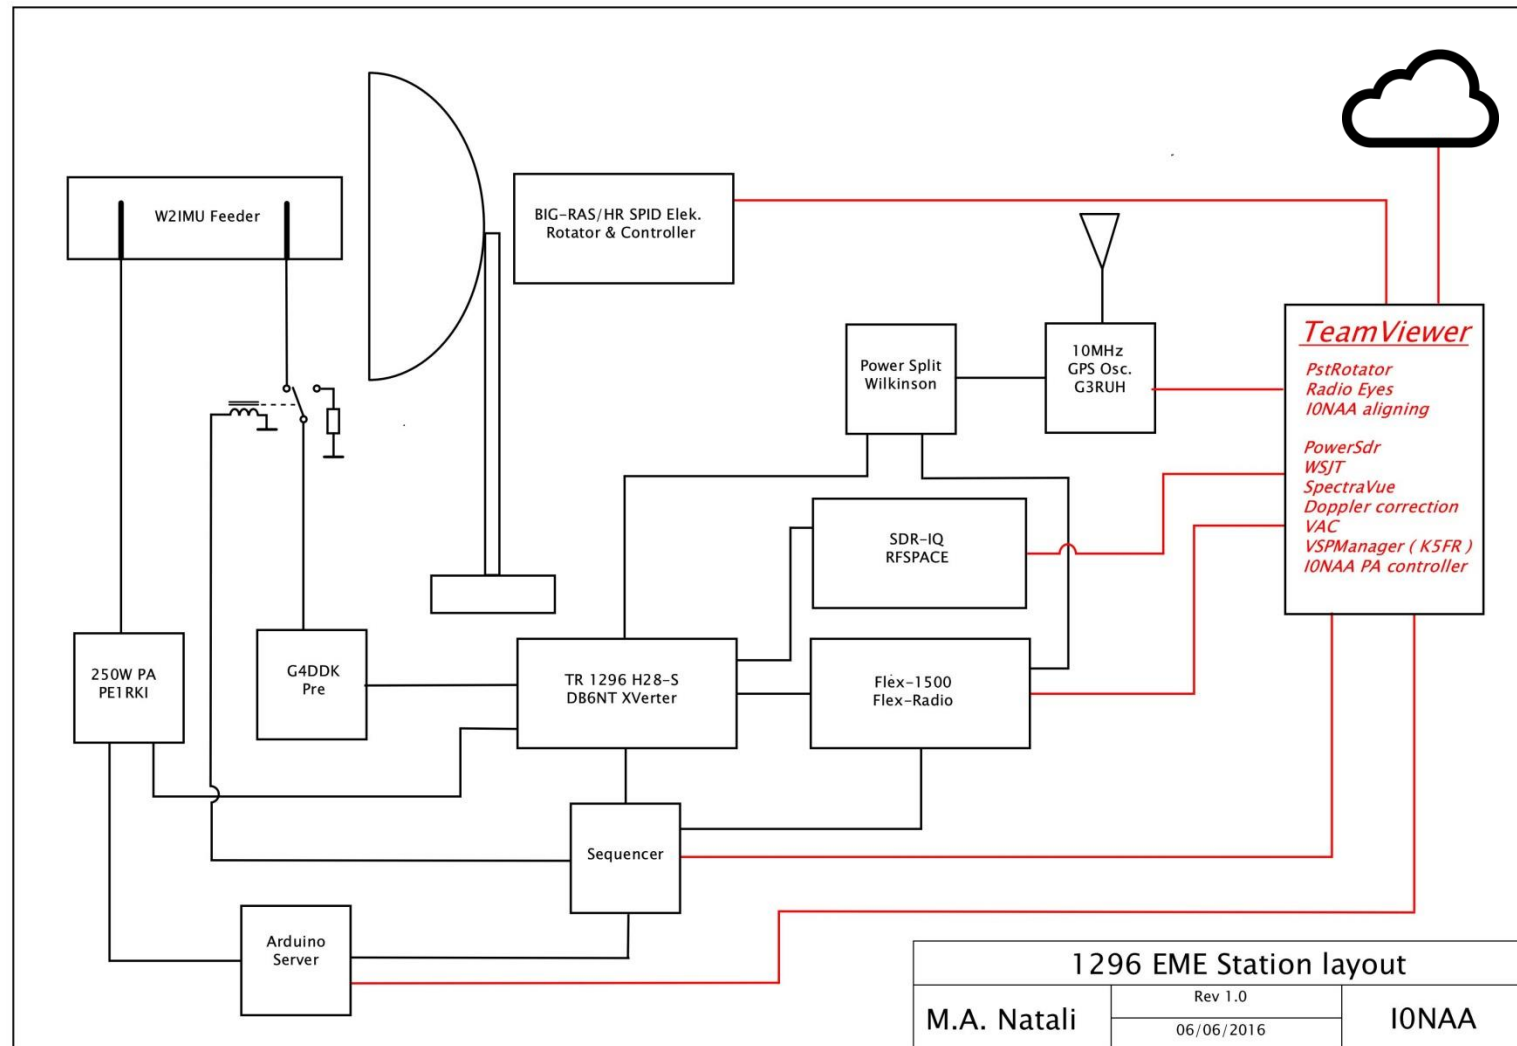 W2IMU Feeder
BIG-RAS/HR SPID Elek.
Rotator & Controller
Power Split
Wilkinson
10MHz
GPS Osc.
G3RUH
TeamViewer
PstRotator
Radio Eyes
I0NAA aligning
PowerSdr
WSJT
SpectraVue
Doppler correction
VAC
VSPManager ( K5FR )
I0NAA PA controller
SDR-IQ
RFSPACE
250W PA
PE1RKI
G4DDK
Pre
TR 1296 H28-S
DB6NT XVerter
Flex-1500
Flex-Radio
Sequencer
Arduino
Server
1296 EME Station layout
M.A. Natali
Rev 1.0
06/06/2016
I0NAA